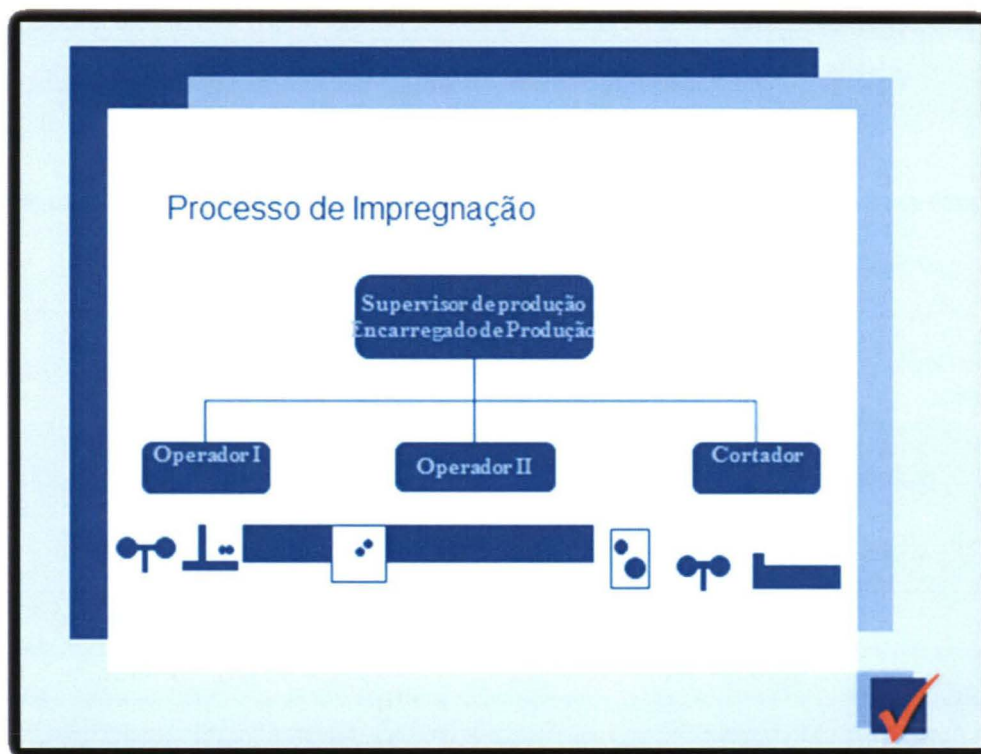 Processo de Impregnação
Supervisor de produção
Encarregado de Produção
Operador I
Operador II
Cortador